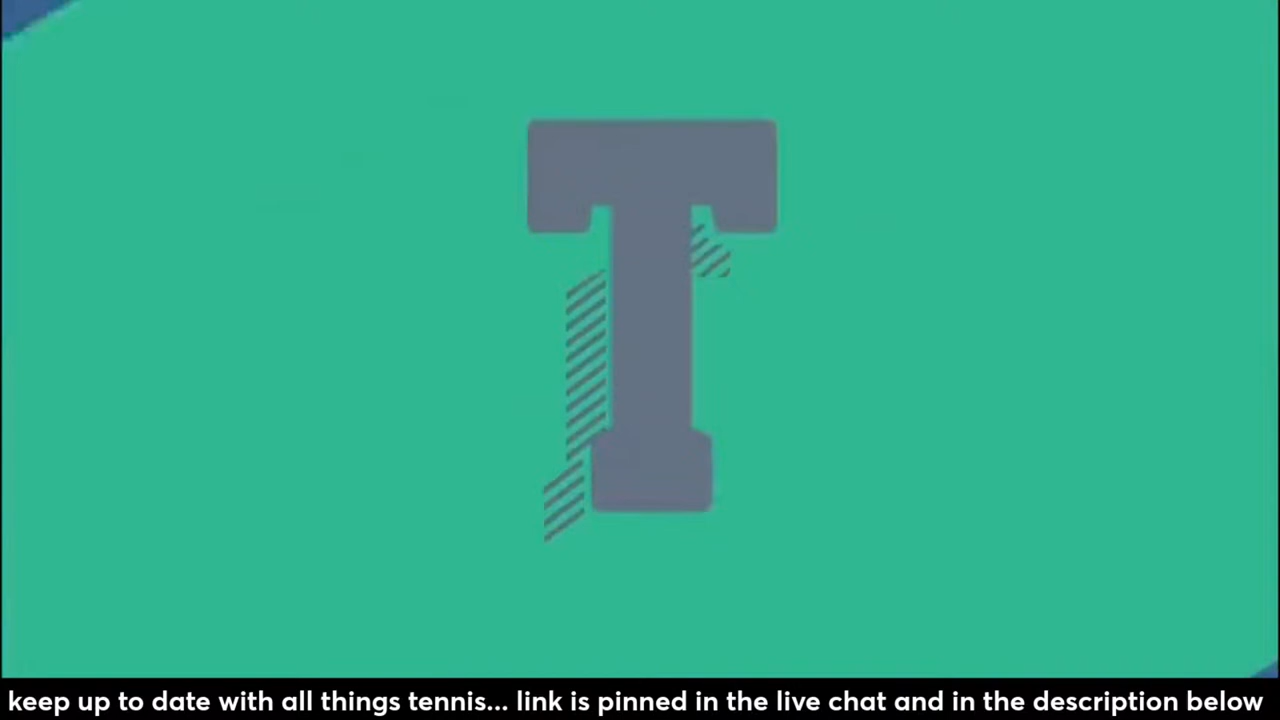 T
keep up to date with all things tennis... link is pinned in the live chat and in the description below